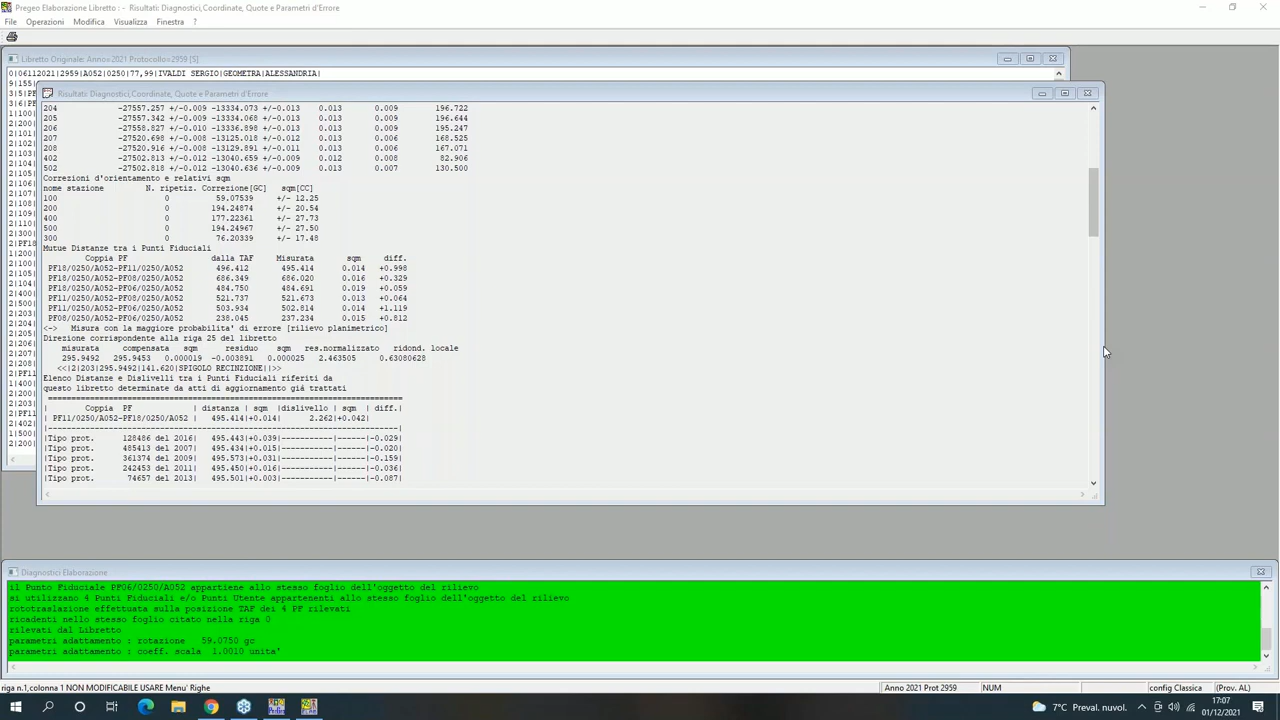 Pregeo Elaborazione Libretto : -  Risultati: Diagnostici,Coordinate, Quote e Parametri d'Errore
File Operazioni Modifica Visualizza Finestra ?
Libretto Originale: Anno=2021 Protocollo=2959 [S]
0|06112021|2959|A052|0250|77,99|IVALDI SERGIO|GEOMETRA|ALESSANDRIA|
9|155|
3|5|PF
3|6|PF
1|100|
2|101|
2|102|
2|103|
Risultati: Diagnostici,Coordinate, Quote e Parametri d'Errore
204 -27557.257 +/-0.009 -13334.073 +/-0.013 0.013 0.009 196.722
205 -27557.342 +/-0.009 -13334.068 +/-0.013 0.013 0.009 196.644
206 -27558.827 +/-0.010 -13336.898 +/-0.013 0.013 0.009 195.247
207 -27520.698 +/-0.008 -13125.018 +/-0.012 0.013 0.006 168.525
208 -27520.916 +/-0.008 -13129.891 +/-0.011 0.013 0.006 167.071
402 -27502.813 +/-0.012 -13040.659 +/-0.009 0.012 0.008 82.906
502 -27502.818 +/-0.012 -13040.636 +/-0.009 0.013 0.007 130.500
Correzioni d'orientamento e relativi sqm
nome stazione N. ripetiz. Correzione[GC] sqm[CC]
100 0 59.07539 +/- 12.25
200 0 194.24874 +/- 20.54
400 0 177.22361 +/- 27.73
500 0 194.24967 +/- 27.50
300 0 76.20339 +/- 17.48
Mutue Distanze tra i Punti Fiduciali
Coppia PF dalla TAF Misurata sqm diff.
PF18/0250/A052-PF11/0250/A052 496.412 495.414 0.014 +0.998
PF18/0250/A052-PF08/0250/A052 686.349 686.020 0.016 +0.329
PF18/0250/A052-PF06/0250/A052 484.750 484.691 0.019 +0.059
PF11/0250/A052-PF08/0250/A052 521.737 521.673 0.013 +0.064
PF11/0250/A052-PF06/0250/A052 503.934 502.814 0.015 +1.119
PF08/0250/A052-PF06/0250/A052 238.045 237.234 0.015 +0.812
<-> Misura con la maggiore probabilita' di errore [rilievo planimetrico]
Direzione corrispondente alla riga 25 del libretto
misurata compensata sqm residuo sqm res.normalizzato ridond. locale
295.9492 295.9453 0.000019 -0.003891 0.000025 2.463505 0.63080628
<<|2|203|295.9492|141.620|SPIGOLO RECINZIONE||>>
Elenco Distanze e Dislivelli tra i Punti Fiduciali riferiti da
questo libretto determinate da atti di aggiornamento giá trattati
==================================================================
| Coppia PF | distanza | sqm |dislivello | sqm | diff.|
| PF11/0250/A052-PF18/0250/A052 | 495.414|+0.014| 2.262|+0.042|
|------------------------------------------------------------------|
|Tipo prot. 128486 del 2016| 495.443|+0.039|-----------|------|-0.029|
|Tipo prot. 485413 del 2007| 495.434|+0.015|-----------|------|-0.020|
|Tipo prot. 361374 del 2009| 495.573|+0.031|-----------|------|-0.159|
|Tipo prot. 242453 del 2011| 495.450|+0.016|-----------|------|-0.036|
|Tipo prot. 74657 del 2013| 495.501|+0.003|-----------|------|-0.087|
Diagnostici Elaborazione
il Punto Fiduciale PF06/0250/A052 appartiene allo stesso foglio dell'oggetto del rilievo
si utilizzano 4 Punti Fiduciali e/o Punti Utente appartenenti allo stesso foglio dell'oggetto del rilievo
rototraslazione effettuata sulla posizione TAF dei 4 PF rilevati
ricadenti nello stesso foglio citato nella riga 0
rilevati dal Libretto
parametri adattamento : rotazione 59.0750 gc
parametri adattamento : coeff. scala 1.0010 unita'
riga n.1,colonna 1 NON MODIFICABILE USARE Menu' Righe
Anno 2021 Prot 2959 NUM config Classica (Prov. AL)
7°C Preval. nuvol. 17:07
01/12/2021